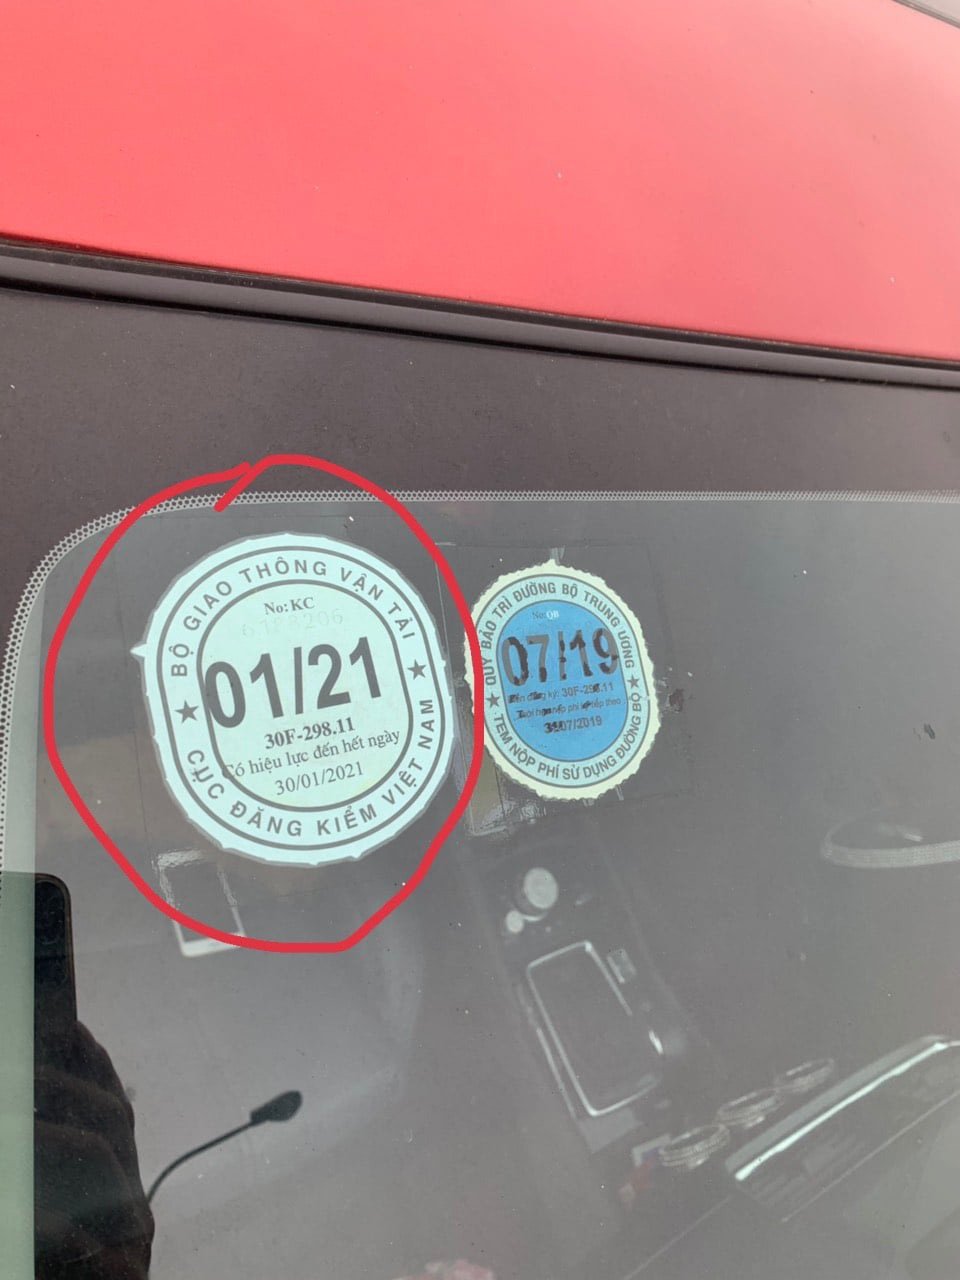 BỘ GIAO THÔNG VẬN TẢI
No: KC
01/21
30F-298.11
Có hiệu lực đến hết ngày
30/01/2021
CỤC ĐĂNG KIỂM VIỆT NAM
QUỸ BẢO TRÌ ĐƯỜNG BỘ TRUNG ƯƠNG
No: QB
07/19
30F-298.11
07/2019
TEM NỘP PHÍ SỬ DỤNG ĐƯỜNG BỘ